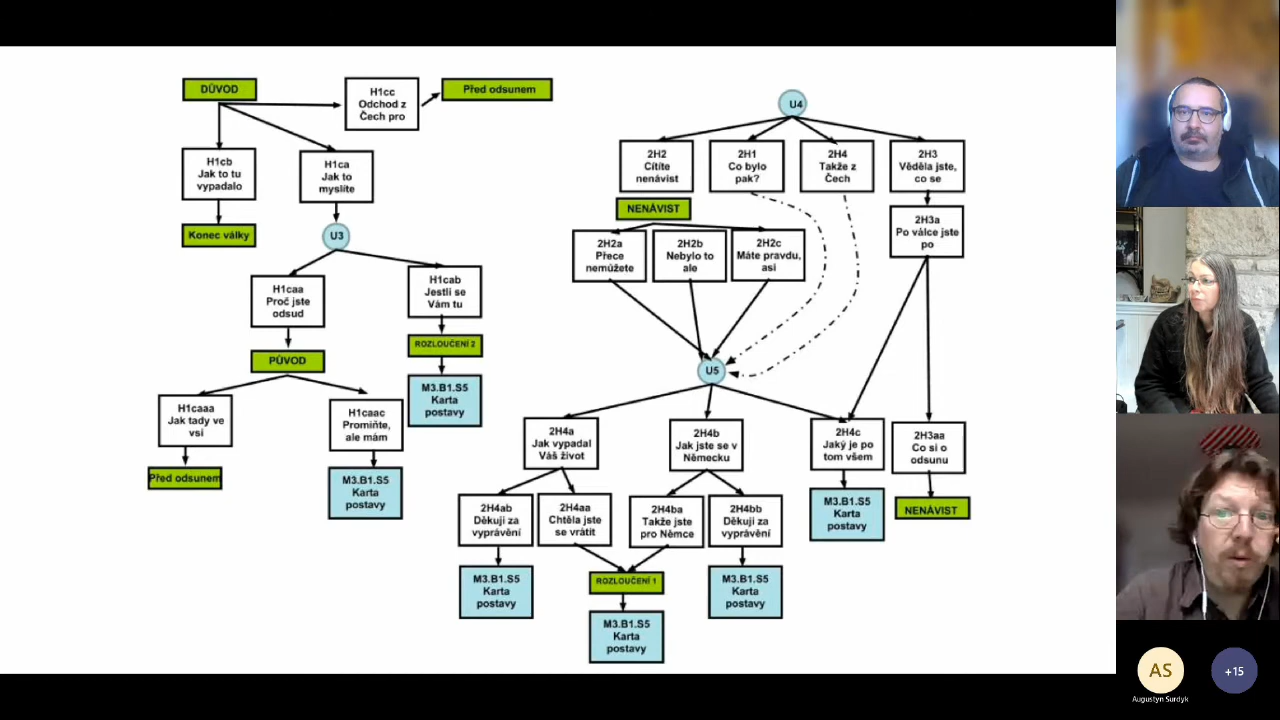 DŮVOD
H1cc
Odchod z
Čech pro
Před odsunem
H1cb
Jak to tu
vypadalo
H1ca
Jak to
myslíte
Konec války
U3
H1caa
Proč jste
odsud
H1cab
Jestli se
Vám tu
PŮVOD
ROZLOUČENÍ 2
M3.B1.S5
Karta
postavy
H1caaa
Jak tady ve
vsi
H1caac
Promiňte,
ale mám
Před odsunem
M3.B1.S5
Karta
postavy
U4
2H2
Cítíte
nenávist
2H1
Co bylo
pak?
2H4
Takže z
Čech
2H3
Věděla jste,
co se
NENÁVIST
2H3a
Po válce jste
po
2H2a
Přece
nemůžete
2H2b
Nebylo to
ale
2H2c
Máte pravdu,
asi
U5
2H4a
Jak vypadal
Váš život
2H4b
Jak jste se v
Německu
2H4c
Jaký je po
tom všem
2H3aa
Co si o
odsunu
2H4ab
Děkuji za
vyprávění
2H4aa
Chtěla jste
se vrátit
2H4ba
Takže jste
pro Němce
2H4bb
Děkuji za
vyprávění
M3.B1.S5
Karta
postavy
NENÁVIST
M3.B1.S5
Karta
postavy
ROZLOUČENÍ 1
M3.B1.S5
Karta
postavy
M3.B1.S5
Karta
postavy
AS
Augustyn Surdyk
+15